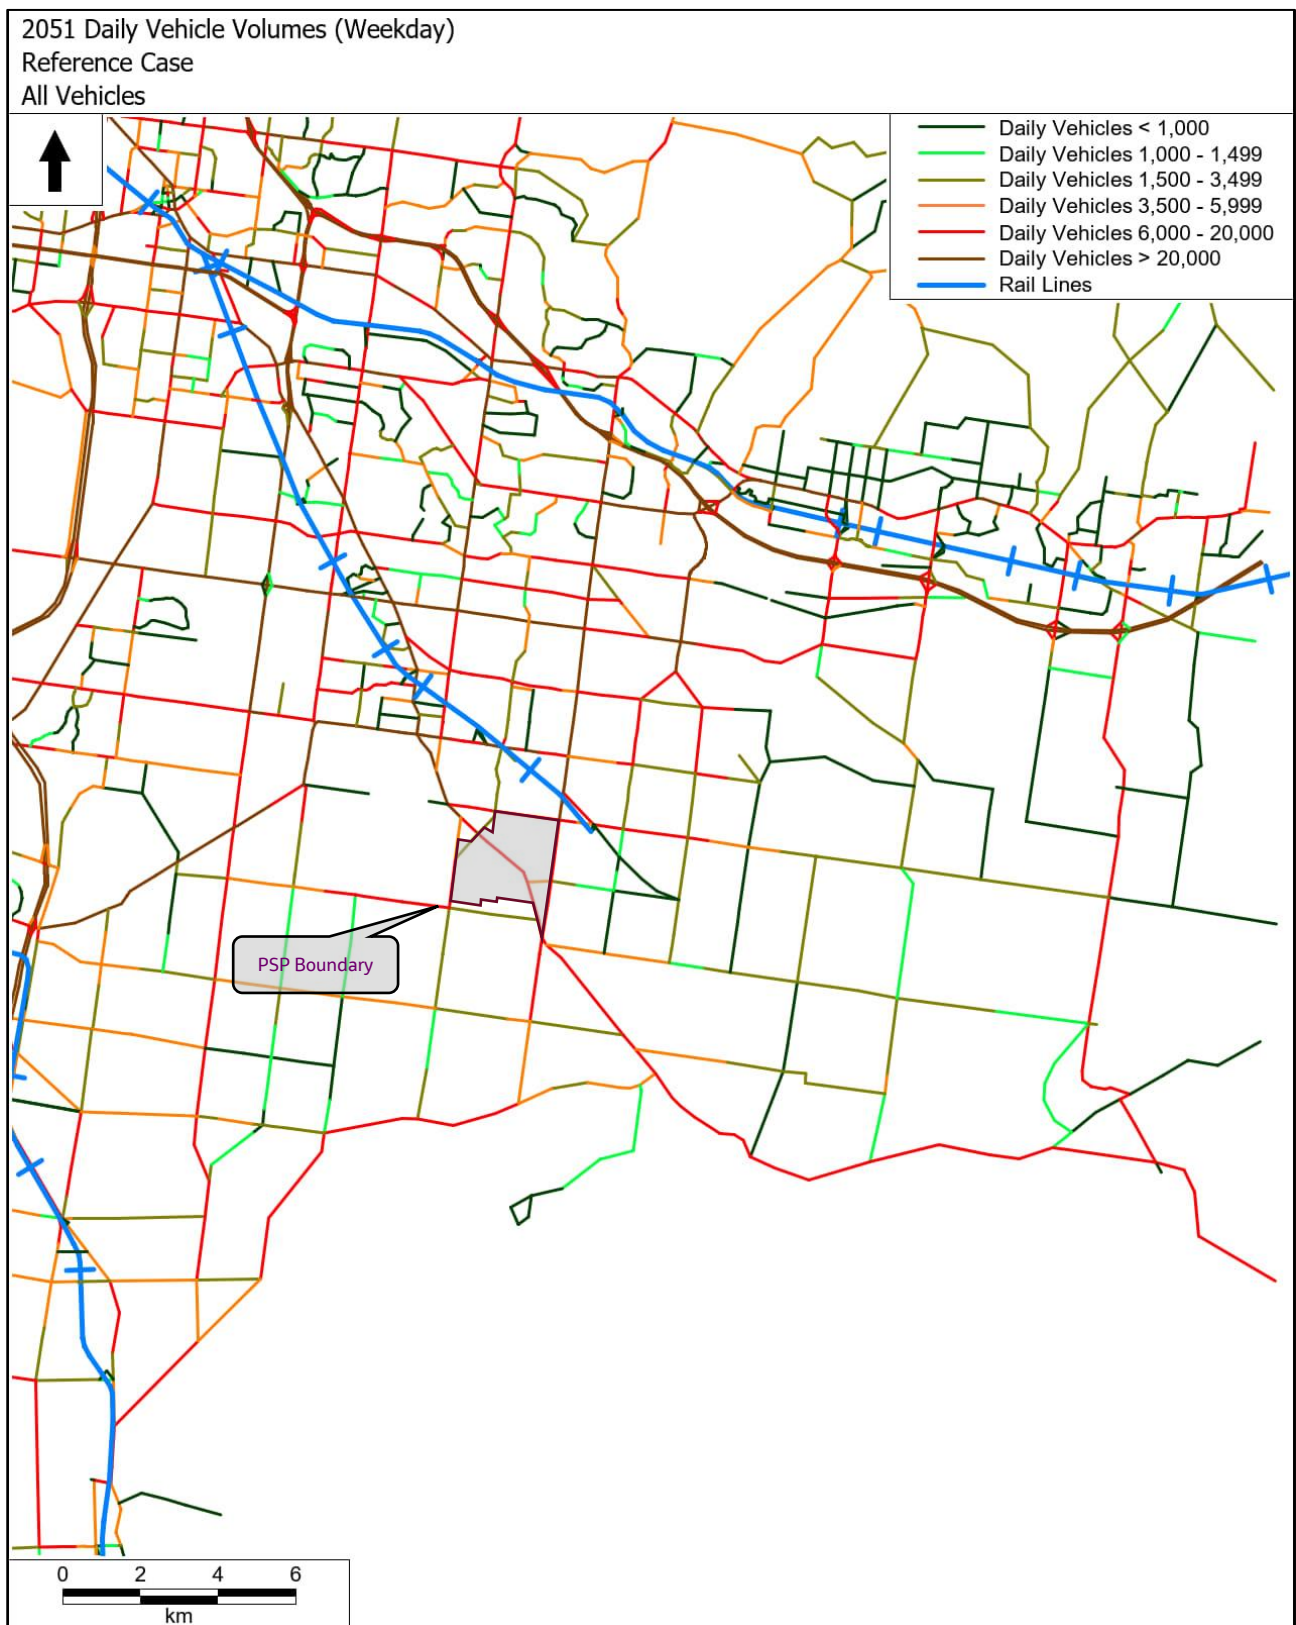 2051 Daily Vehicle Volumes (Weekday)
Reference Case
All Vehicles
Daily Vehicles < 1,000
Daily Vehicles 1,000 - 1,499
Daily Vehicles 1,500 - 3,499
Daily Vehicles 3,500 - 5,999
Daily Vehicles 6,000 - 20,000
Daily Vehicles > 20,000
Rail Lines
PSP Boundary
0 2 4 6
km